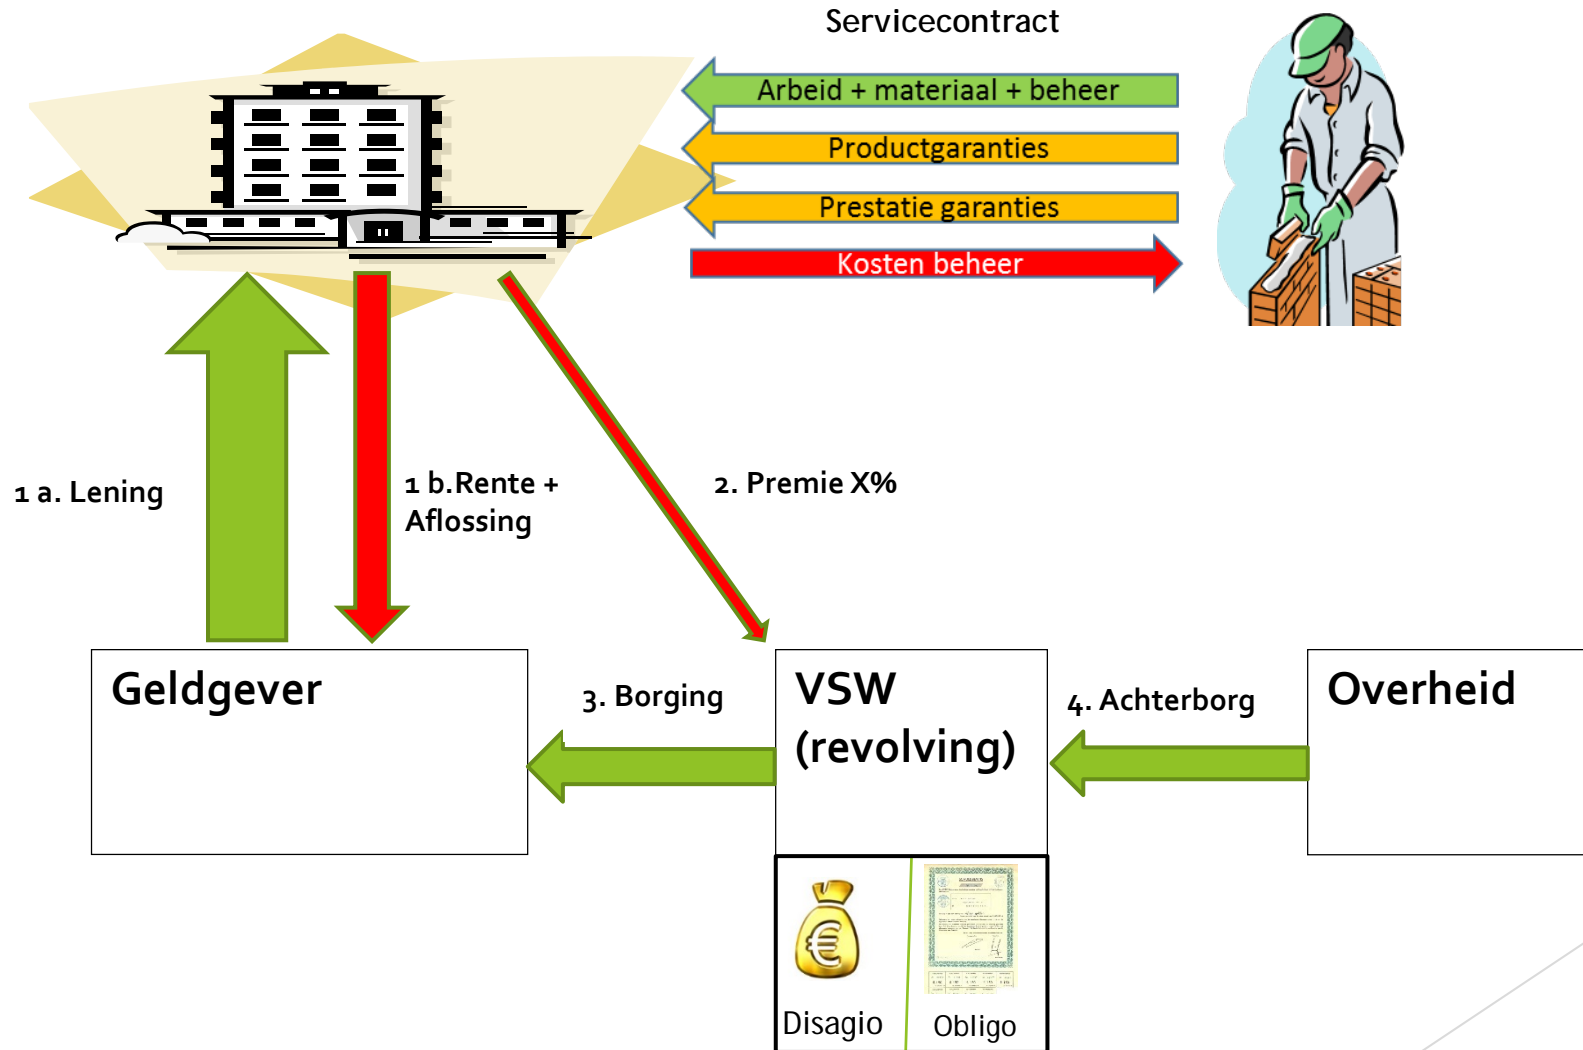 Servicecontract
Arbeid + materiaal + beheer
Productgaranties
Prestatie garanties
Kosten beheer
1 a. Lening
1 b.Rente +
Aflossing
2. Premie X%
Geldgever
3. Borging
VSW
(revolving)
4. Achterborg
Overheid
Disagio
Obligo